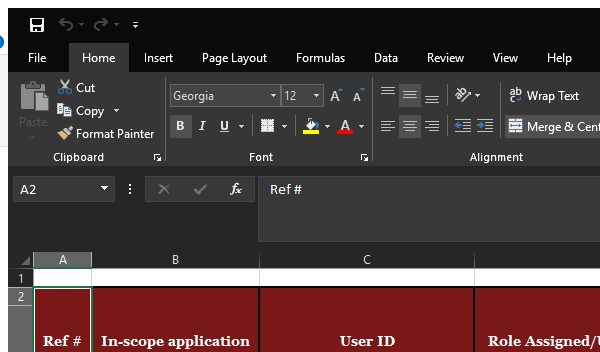 File Home Insert Page Layout Formulas Data Review View Help
Cut
Copy
Paste
Format Painter
Clipboard
Georgia 12 A A
B I U A
Font
ab Wrap Text
Merge & Cent
Alignment
A2 fx Ref #
A B C
1
2
Ref # In-scope application User ID Role Assigned/U